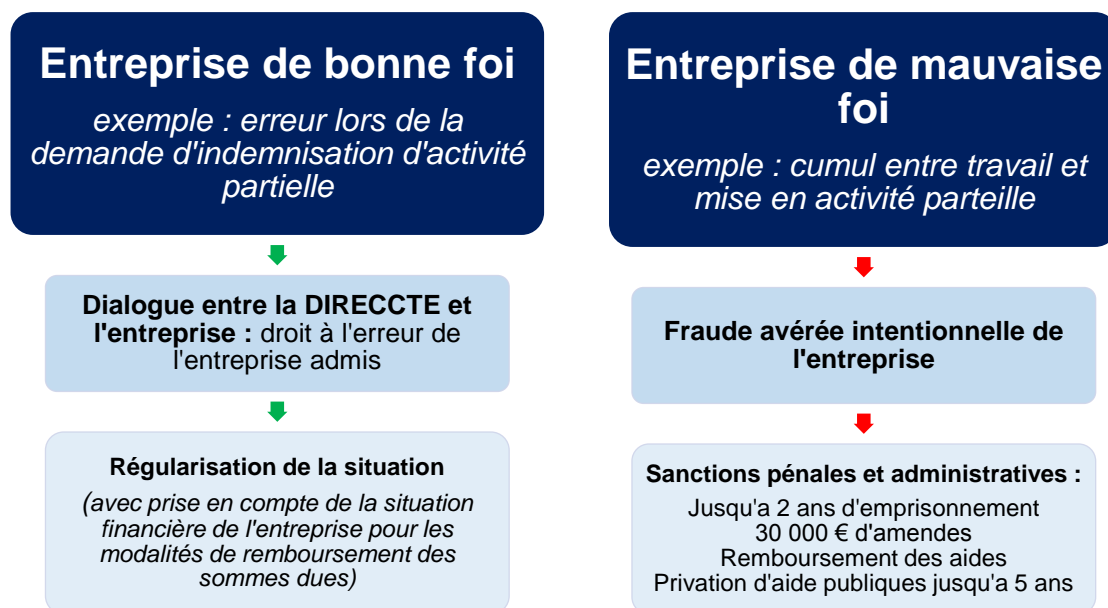 Entreprise de bonne foi
exemple : erreur lors de la
demande d'indemnisation d'activité
partielle
Dialogue entre la DIRECCTE et
l'entreprise : droit à l'erreur de
l'entreprise admis
Régularisation de la situation
(avec prise en compte de la situation
financière de l'entreprise pour les
modalités de remboursement des
sommes dues)
Entreprise de mauvaise
foi
exemple : cumul entre travail et
mise en activité parteille
Fraude avérée intentionnelle de
l'entreprise
Sanctions pénales et administratives :
Jusqu'a 2 ans d'emprisonnement
30 000 € d'amendes
Remboursement des aides
Privation d'aide publiques jusqu'a 5 ans